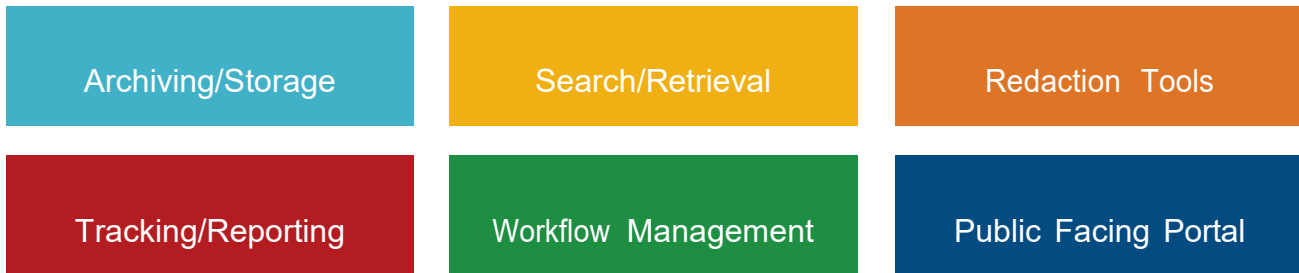 Archiving/Storage
Search/Retrieval
Redaction Tools
Tracking/Reporting
Workflow Management
Public Facing Portal